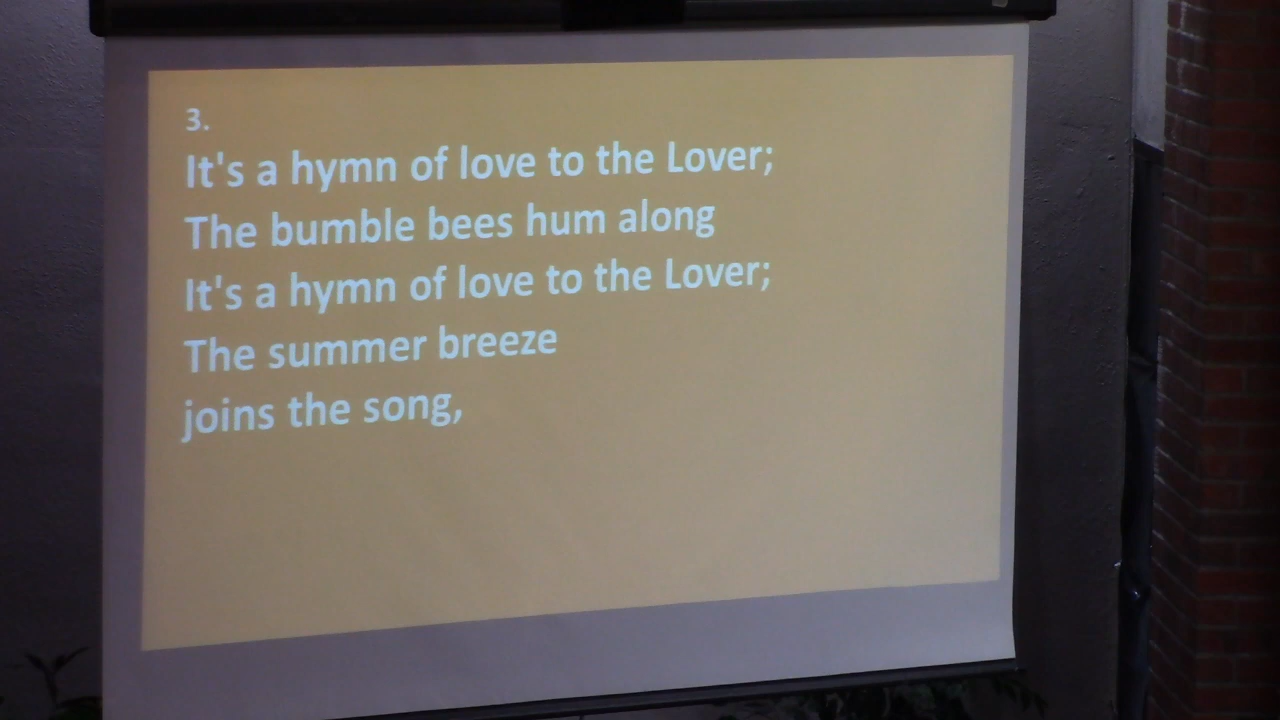 3.
It's a hymn of love to the Lover;
The bumble bees hum along
It's a hymn of love to the Lover;
The summer breeze
joins the song,